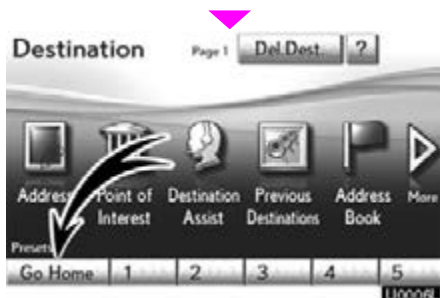 Destination Page 1 Del.Dest. ?
Address Point of Destination Previous Address More
Interest Assist Destinations Book
Presets
Go Home 1 2 3 4 5